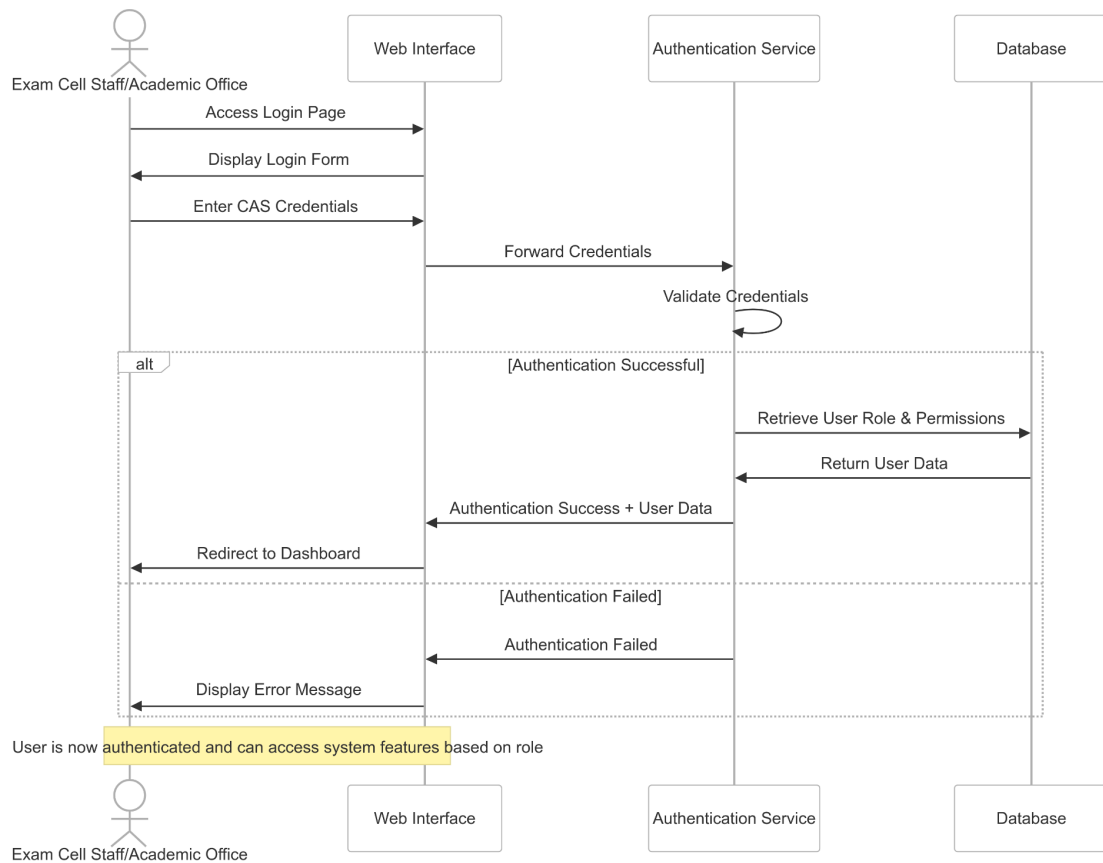 Web Interface
Authentication Service
Database
Exam Cell Staff/Academic Office
Access Login Page
Display Login Form
Enter CAS Credentials
Forward Credentials
Validate Credentials
alt
[Authentication Successful]
Retrieve User Role & Permissions
Return User Data
Authentication Success + User Data
Redirect to Dashboard
[Authentication Failed]
Authentication Failed
Display Error Message
User is now authenticated and can access system features based on role
Web Interface
Authentication Service
Database
Exam Cell Staff/Academic Office